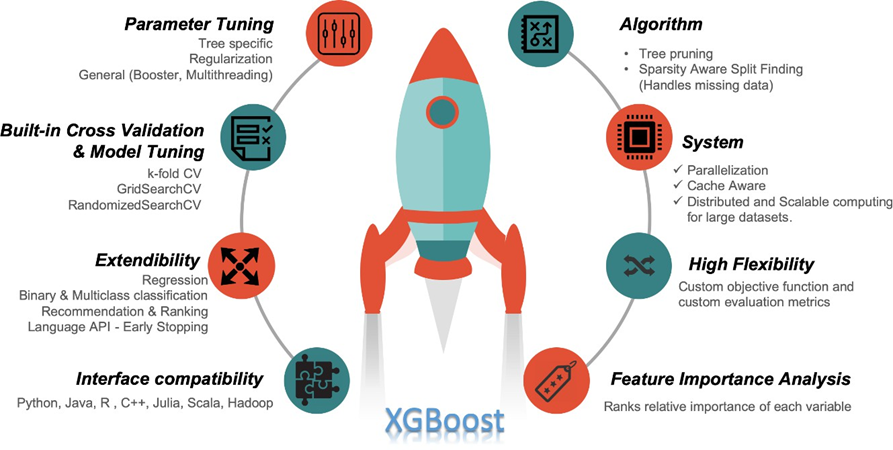 Parameter Tuning
Tree specific
Regularization
General (Booster, Multithreading)
Built-in Cross Validation
& Model Tuning
k-fold CV
GridSearchCV
RandomizedSearchCV
Extendibility
Regression
Binary & Multiclass classification
Recommendation & Ranking
Language API - Early Stopping
Interface compatibility
Python, Java, R , C++, Julia, Scala, Hadoop
Algorithm
• Tree pruning
• Sparsity Aware Split Finding
(Handles missing data)
System
✓ Parallelization
✓ Cache Aware
✓ Distributed and Scalable computing
for large datasets.
High Flexibility
Custom objective function and
custom evaluation metrics
Feature Importance Analysis
Ranks relative importance of each variable
XGBoost